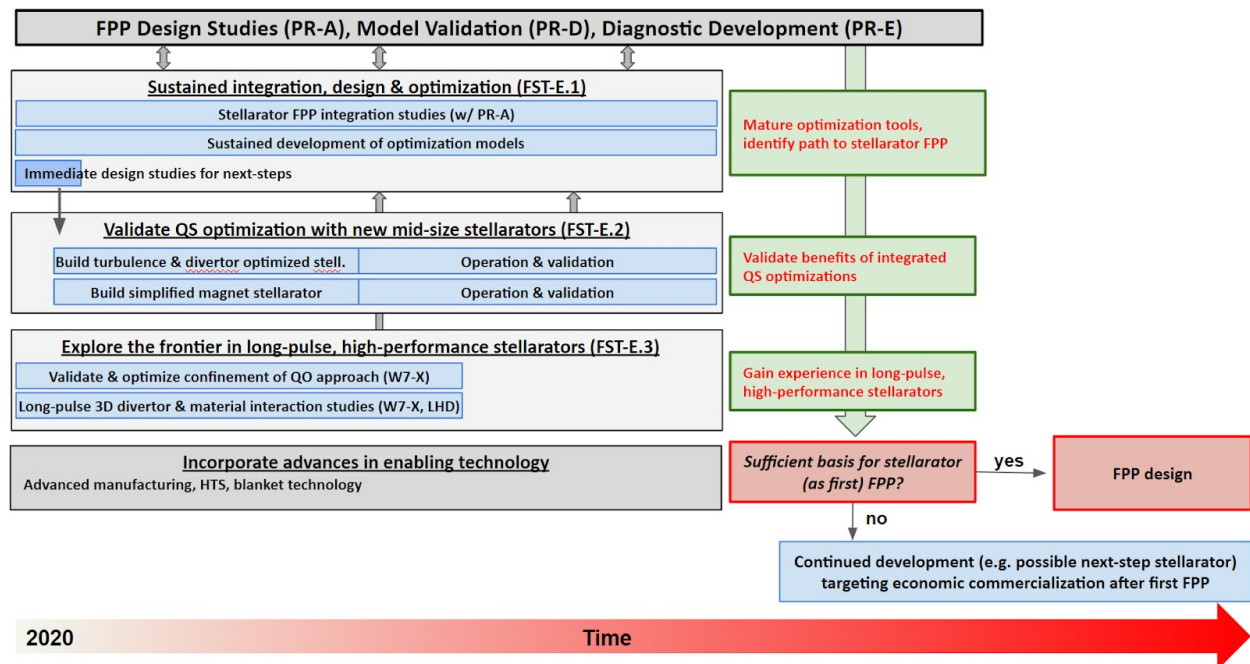 FPP Design Studies (PR-A), Model Validation (PR-D), Diagnostic Development (PR-E)
Sustained integration, design & optimization (FST-E.1)
Stellarator FPP integration studies (w/ PR-A)
Sustained development of optimization models
Immediate design studies for next-steps
Mature optimization tools,
identify path to stellarator FPP
Validate QS optimization with new mid-size stellarators (FST-E.2)
Build turbulence & divertor optimized stell.
Operation & validation
Build simplified magnet stellarator
Operation & validation
Validate benefits of integrated
QS optimizations
Explore the frontier in long-pulse, high-performance stellarators (FST-E.3)
Validate & optimize confinement of QO approach (W7-X)
Long-pulse 3D divertor & material interaction studies (W7-X, LHD)
Gain experience in long-pulse,
high-performance stellarators
Incorporate advances in enabling technology
Advanced manufacturing, HTS, blanket technology
Sufficient basis for stellarator
(as first) FPP?
yes
FPP design
no
Continued development (e.g. possible next-step stellarator)
targeting economic commercialization after first FPP
2020
Time